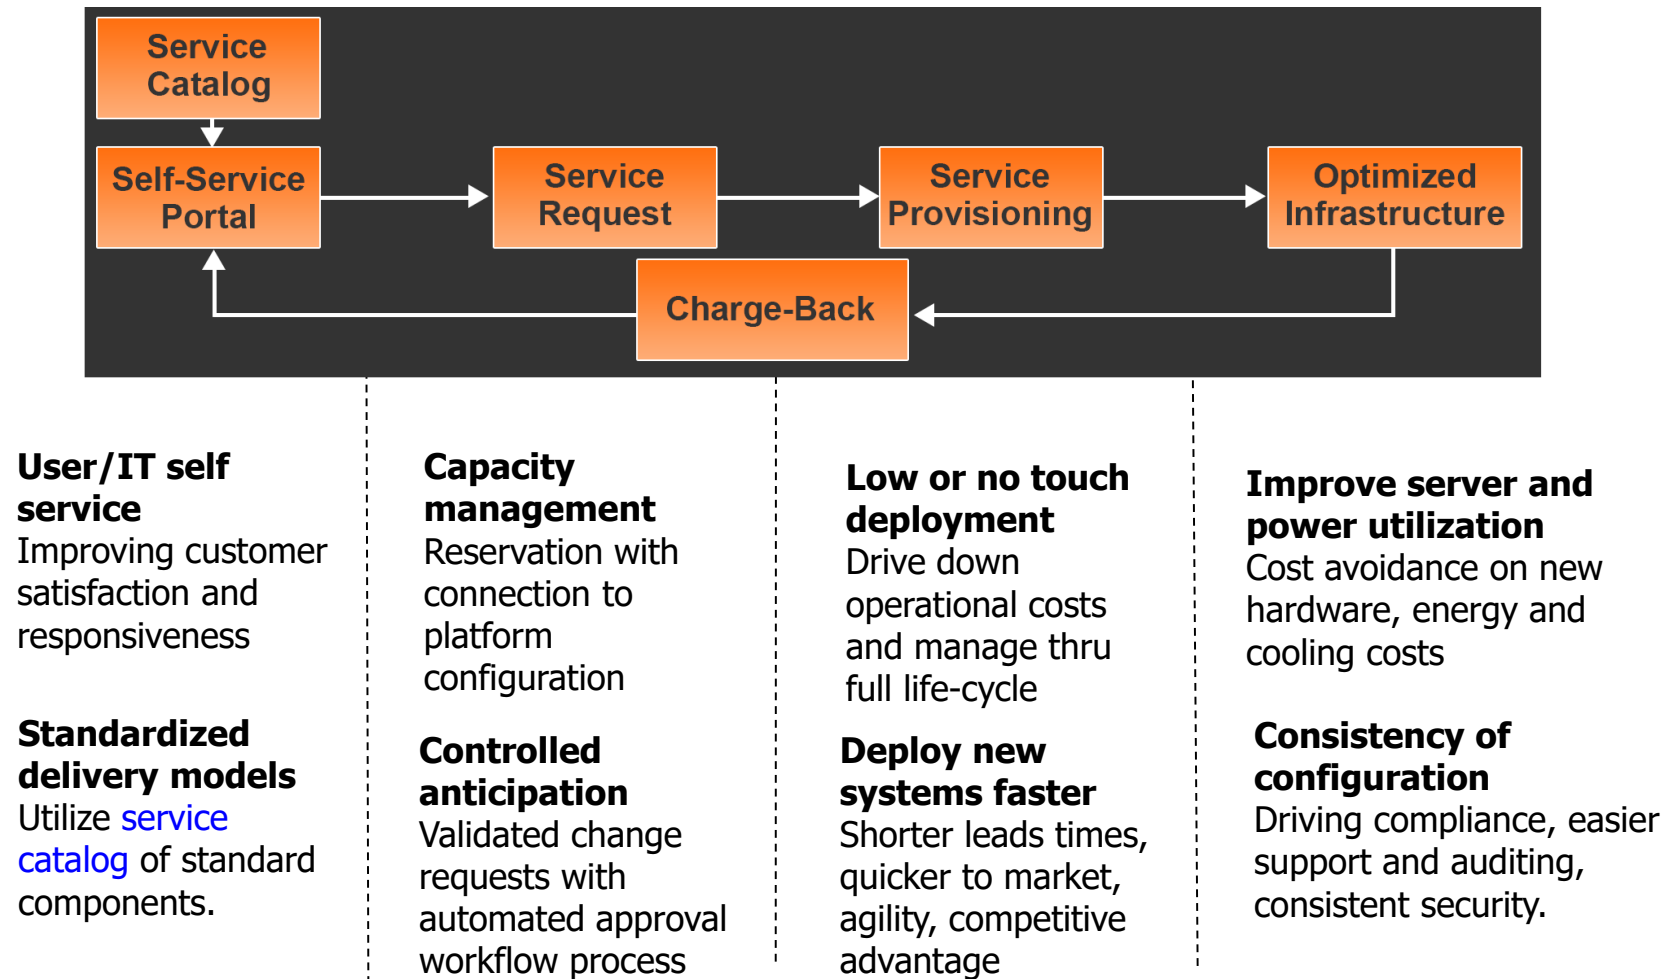 Service
Catalog
Self-Service
Portal
Service
Request
Service
Provisioning
Optimized
Infrastructure
Charge-Back
User/IT self
service
Improving customer
satisfaction and
responsiveness
Standardized
delivery models
Utilize service
catalog of standard
components.
Capacity
management
Reservation with
connection to
platform
configuration
Controlled
anticipation
Validated change
requests with
automated approval
workflow process
Low or no touch
deployment
Drive down
operational costs
and manage thru
full life-cycle
Deploy new
systems faster
Shorter leads times,
quicker to market,
agility, competitive
advantage
Improve server and
power utilization
Cost avoidance on new
hardware, energy and
cooling costs
Consistency of
configuration
Driving compliance, easier
support and auditing,
consistent security.